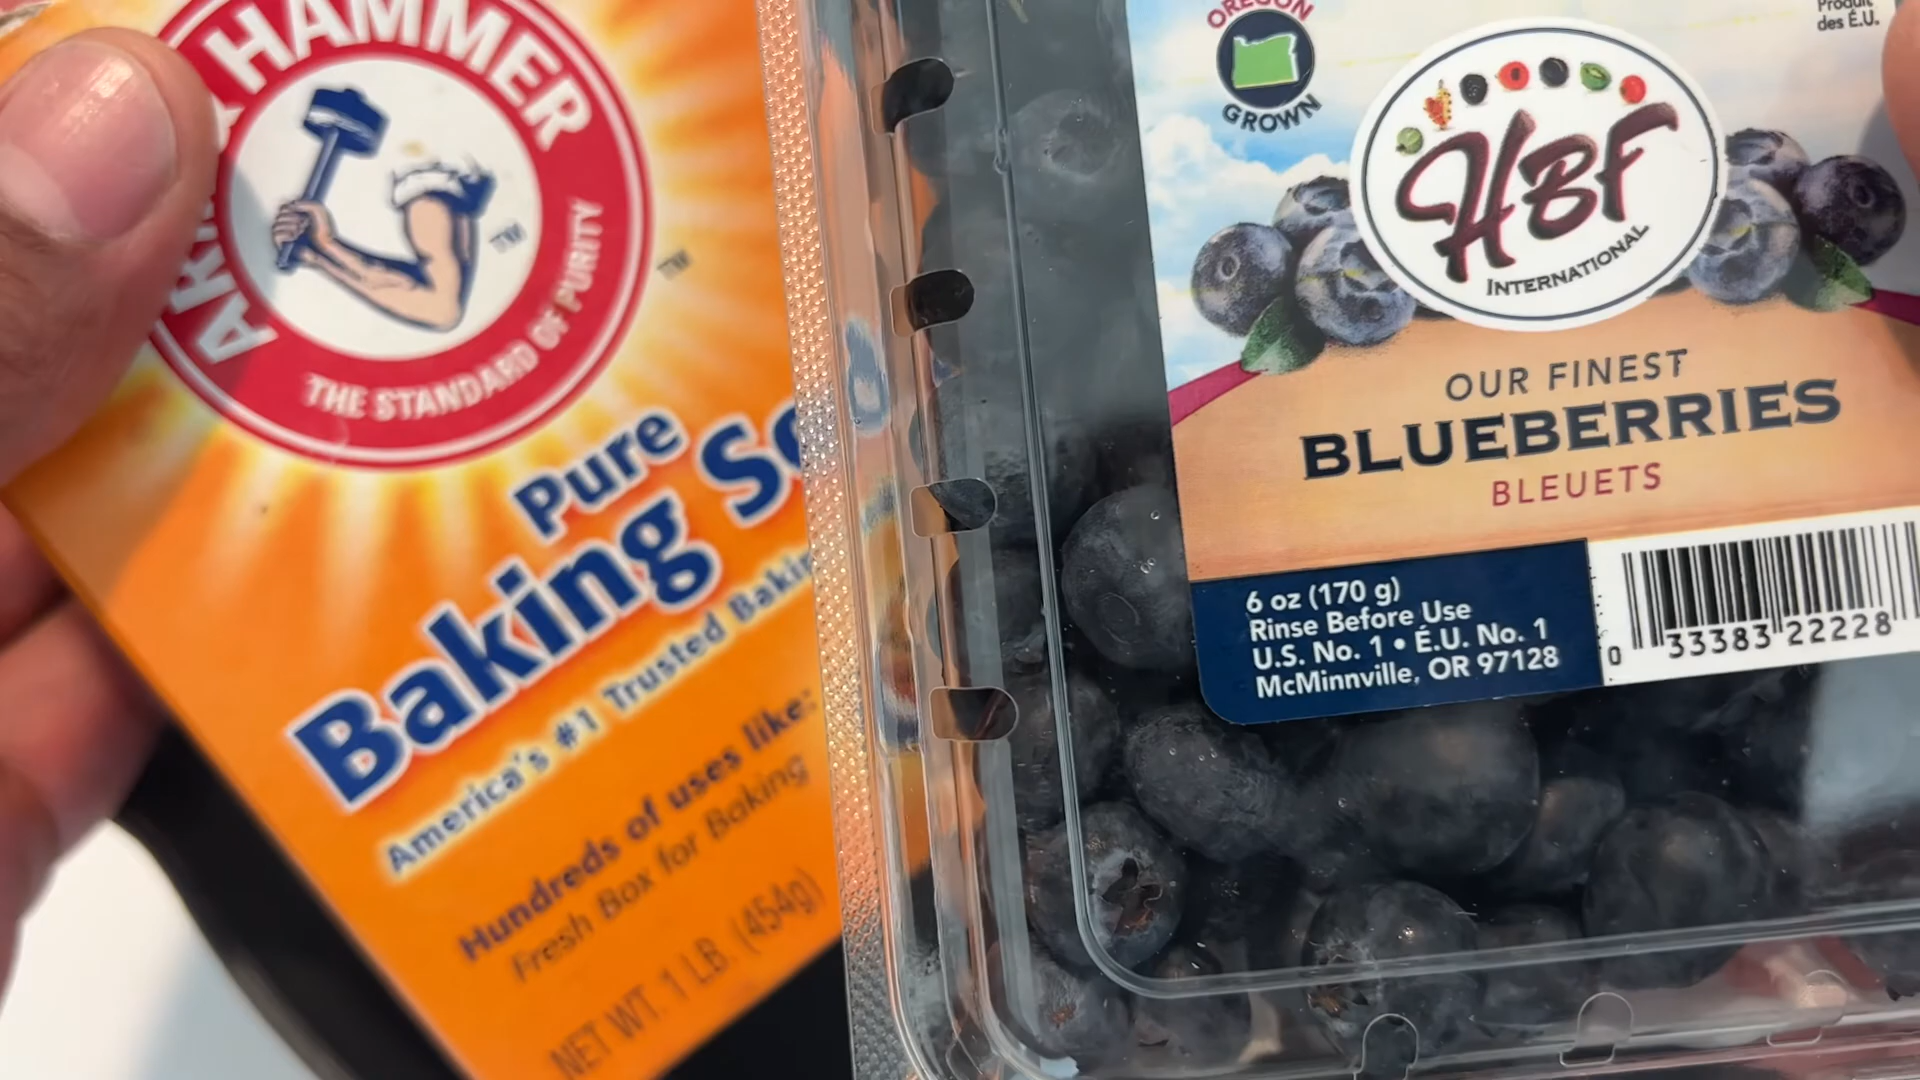 HAMMER
THE STANDARD OF PURITY
TM
TM
Pure
Baking
America's #1 Trusted
Hundreds of uses like:
Fresh Box for Baking
NET WT. 1 LB. (454g)
OREGON
GROWN
Produit
des É.U.
HBF
INTERNATIONAL
OUR FINEST
BLUEBERRIES
BLEUETS
6 oz (170 g)
Rinse Before Use
U.S. No. 1 • É.U. No. 1
McMinnville, OR 97128
0 33383 22228